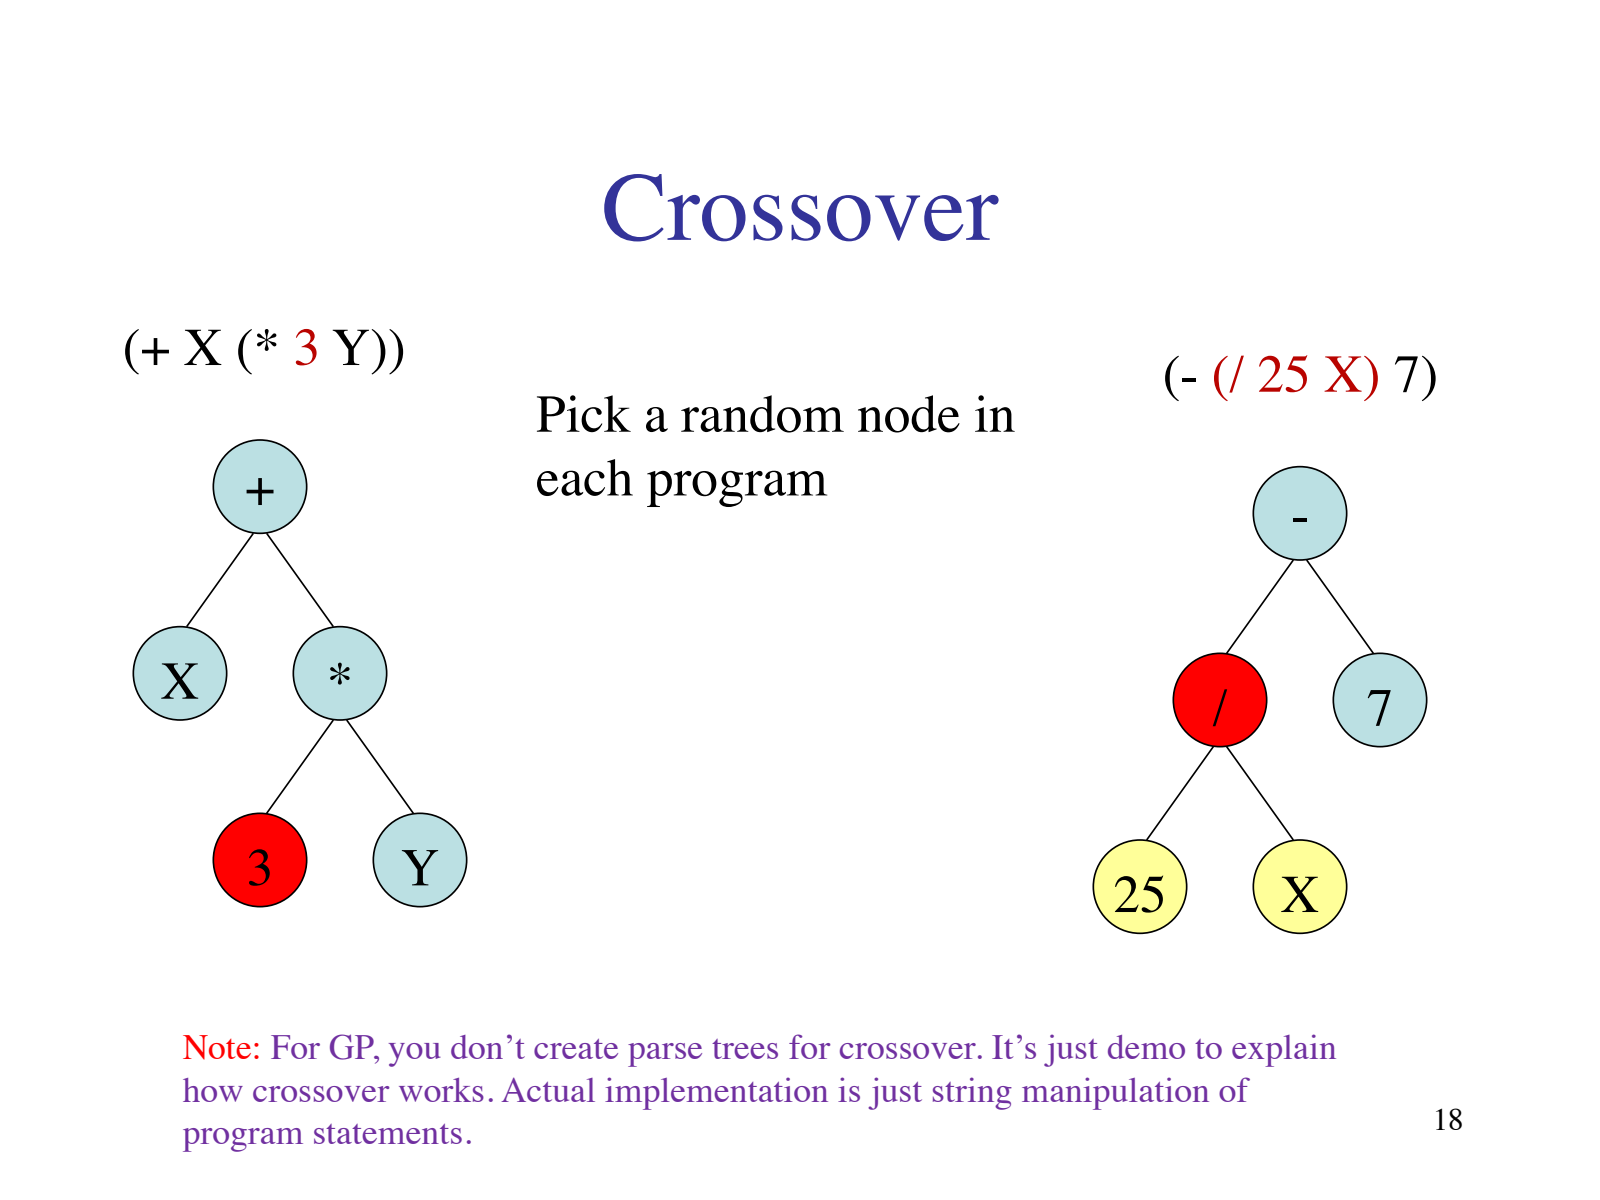 Crossover
(+ X (* 3 Y))
(- (/ 25 X) 7)
Pick a random node in
each program
+
X
*
3
Y
-
/
7
25
X
Note: For GP, you don’t create parse trees for crossover. It’s just demo to explain
how crossover works. Actual implementation is just string manipulation of
program statements.
18